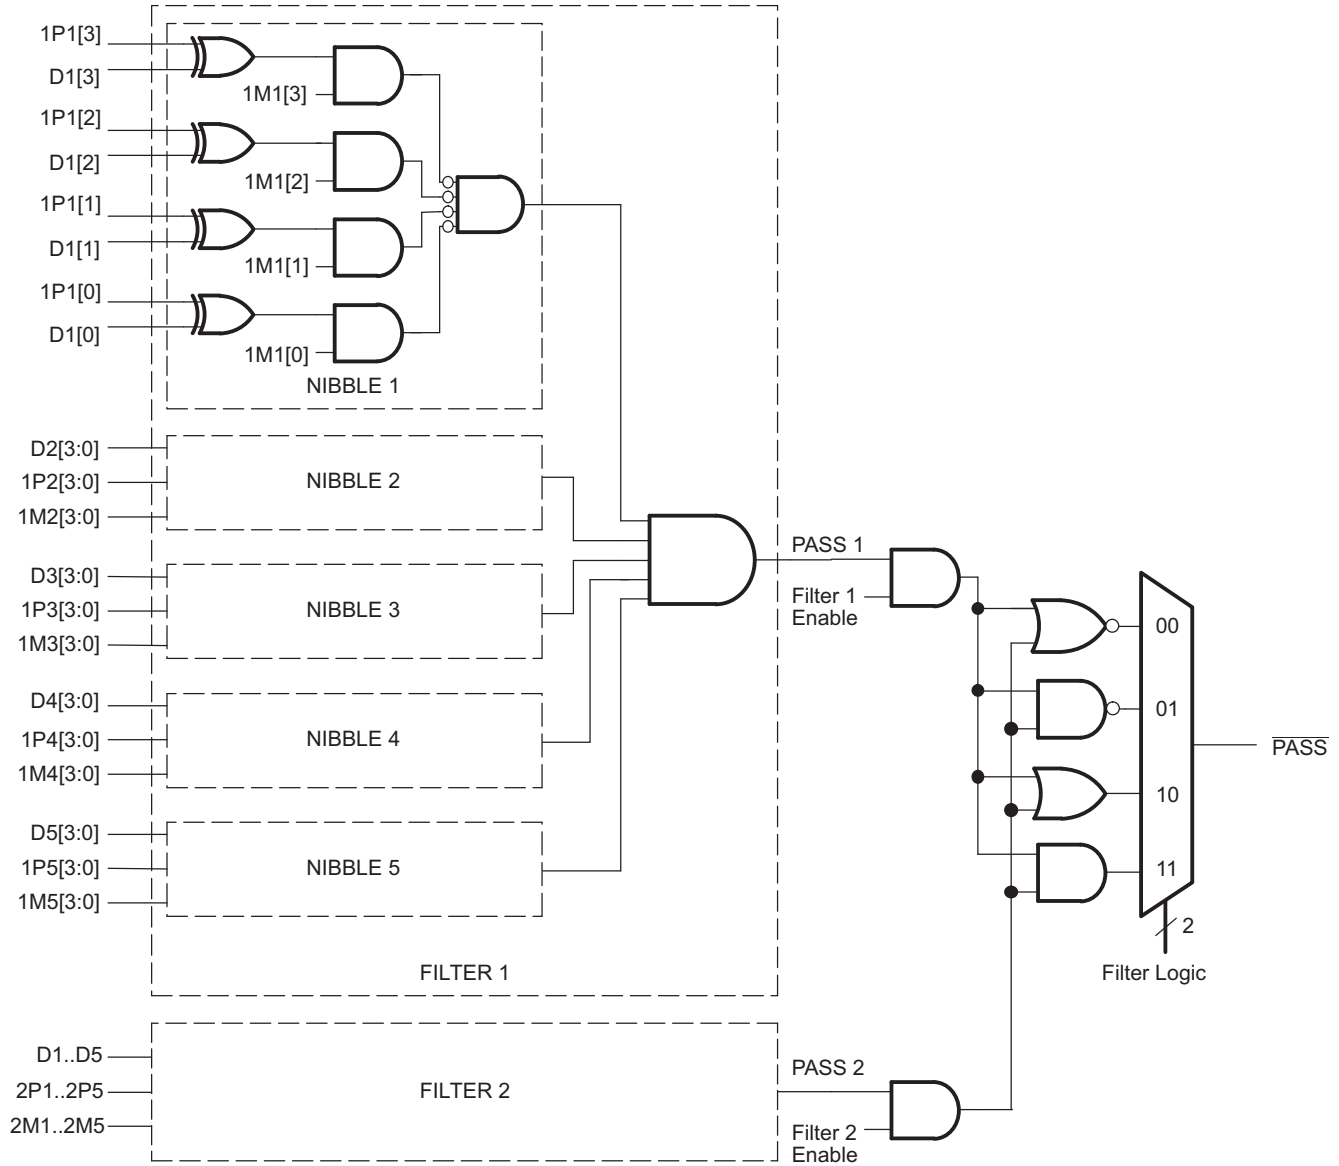 1P1[3]
D1[3]
1M1[3]
1P1[2]
D1[2]
1M1[2]
1P1[1]
D1[1]
1M1[1]
1P1[0]
D1[0]
1M1[0]
NIBBLE 1
D2[3:0]
1P2[3:0]
1M2[3:0]
NIBBLE 2
D3[3:0]
1P3[3:0]
1M3[3:0]
NIBBLE 3
D4[3:0]
1P4[3:0]
1M4[3:0]
NIBBLE 4
D5[3:0]
1P5[3:0]
1M5[3:0]
NIBBLE 5
FILTER 1
PASS 1
Filter 1
Enable
00
01
10
11
PASS
2
Filter Logic
D1..D5
2P1..2P5
2M1..2M5
FILTER 2
PASS 2
Filter 2
Enable